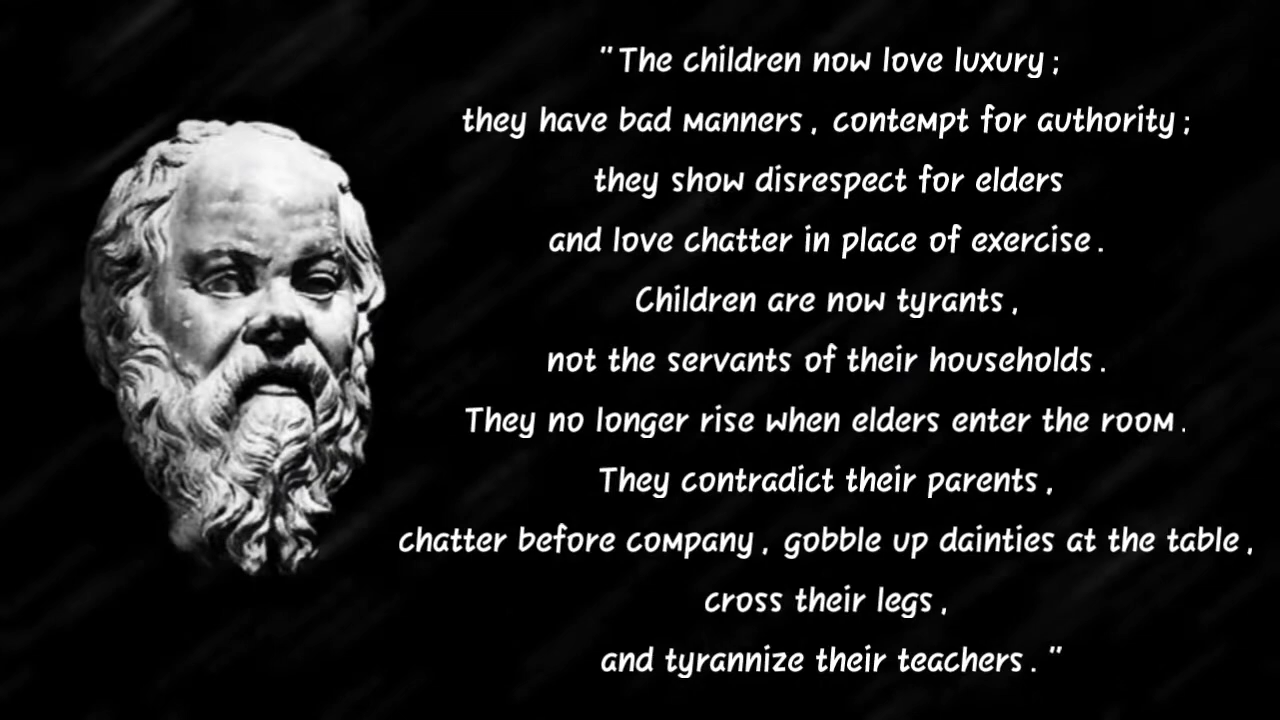 "The children now love luxury;
they have bad manners, contempt for authority;
they show disrespect for elders
and love chatter in place of exercise.
Children are now tyrants,
not the servants of their households.
They no longer rise when elders enter the room.
They contradict their parents,
chatter before company, gobble up dainties at the table,
cross their legs,
and tyrannize their teachers."